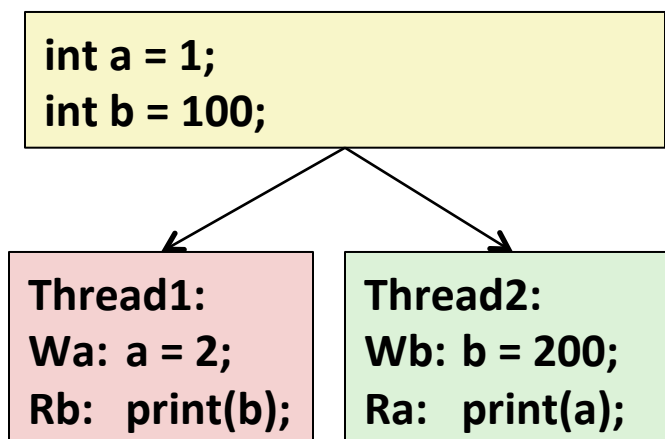 int a = 1;
int b = 100;
Thread1:
Wa: a = 2;
Rb: print(b);
Thread2:
Wb: b = 200;
Ra: print(a);